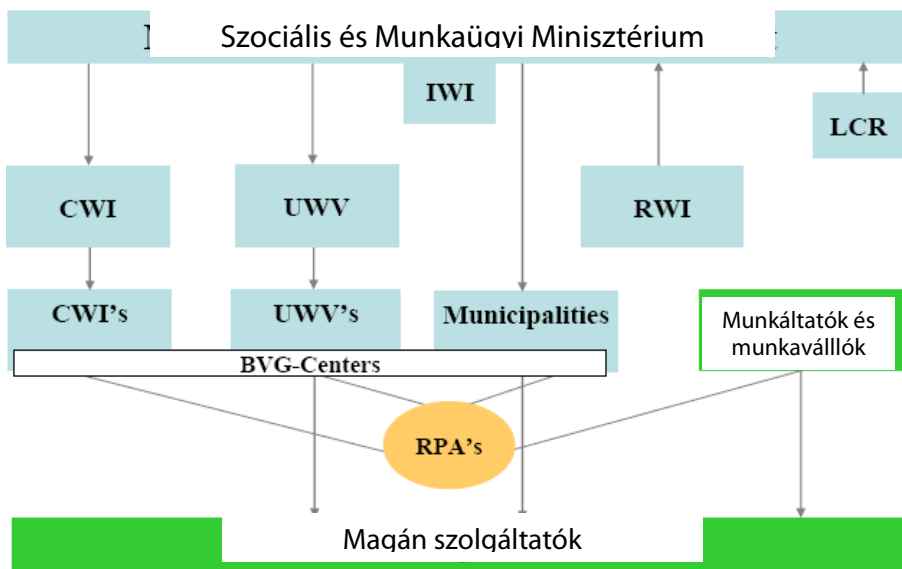 Szociális és Munkaügyi Minisztérium
IWI
LCR
CWI
UWV
RWI
CWI's
UWV's
Municipalities
Munkáltatók és
munkaválllók
BVG-Centers
RPA's
Magán szolgáltatók